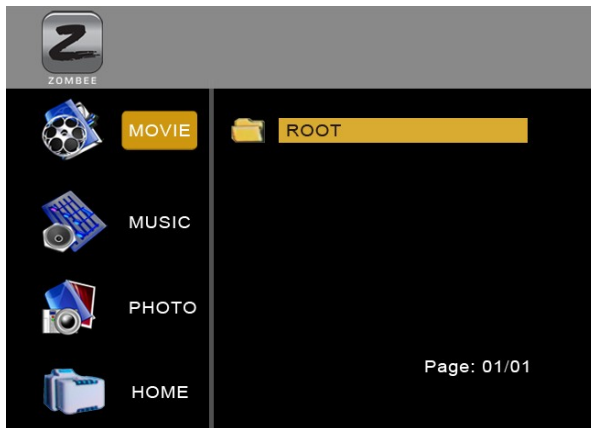 Z
ZOMBEE
MOVIE
ROOT
MUSIC
PHOTO
Page: 01/01
HOME